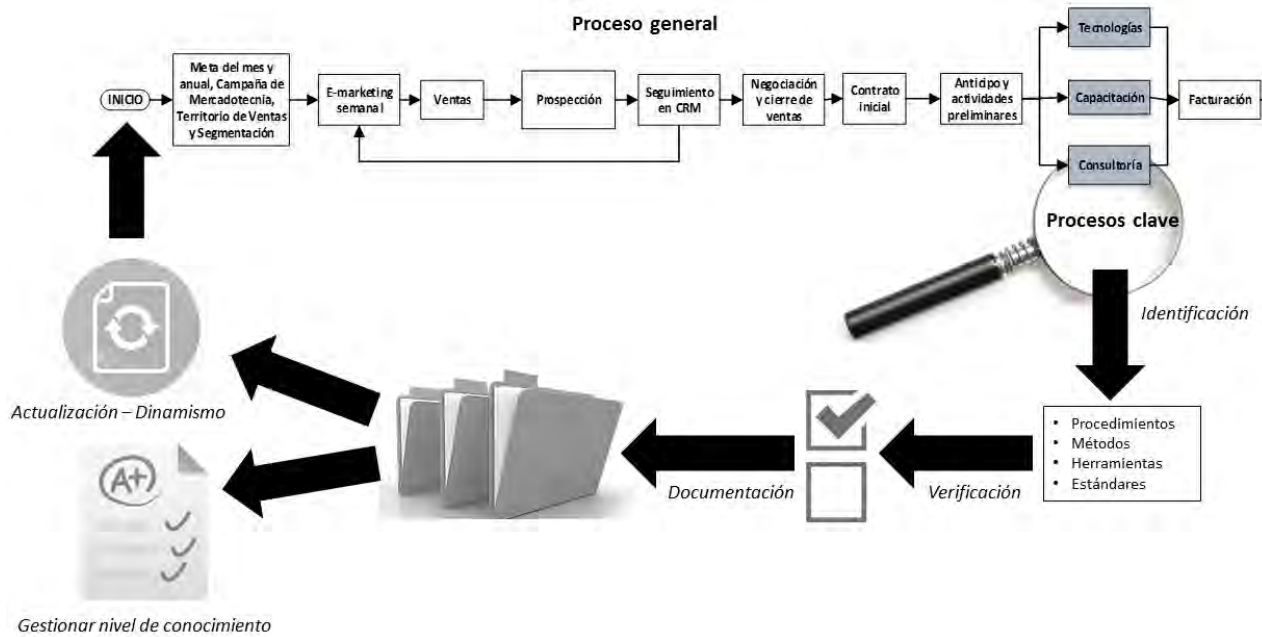 Proceso general
INICIO
Meta del mes y
anual, Campaña de
Mercadotecnia,
Territorio de Ventas
y Segmentación
E-marketing
semanal
Ventas
Prospección
Seguimiento
en CRM
Negociación
y cierre de
ventas
Contrato
inicial
Anticipo y
actividades
preliminares
Tecnologías
Capacitación
Consultoría
Facturación
Procesos clave
Identificación
• Procedimientos
• Métodos
• Herramientas
• Estándares
Verificación
Documentación
Actualización – Dinamismo
A+
Gestionar nivel de conocimiento